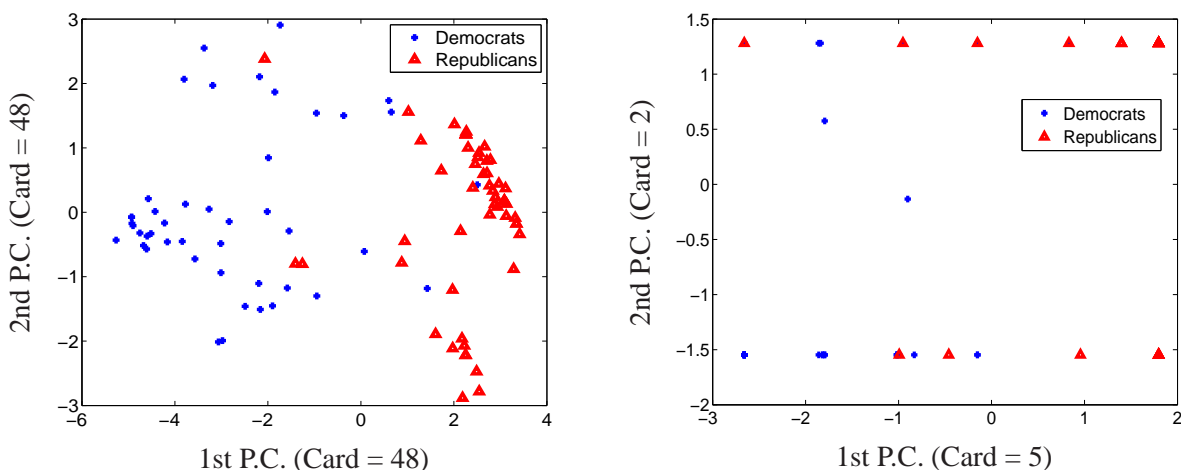 3
2
1
0
−1
−2
−3
2nd P.C. (Card = 48)
Democrats
Republicans
−6 −4 −2 0 2 4
1st P.C. (Card = 48)
1.5
1
0.5
0
−0.5
−1
−1.5
−2
2nd P.C. (Card = 2)
Democrats
Republicans
−3 −2 −1 0 1 2
1st P.C. (Card = 5)